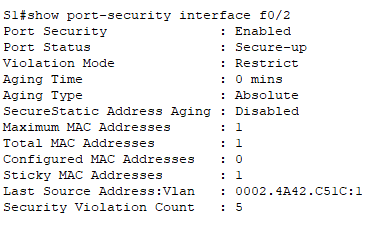 S1#show port-security interface f0/2
Port Security : Enabled
Port Status : Secure-up
Violation Mode : Restrict
Aging Time : 0 mins
Aging Type : Absolute
SecureStatic Address Aging : Disabled
Maximum MAC Addresses : 1
Total MAC Addresses : 1
Configured MAC Addresses : 0
Sticky MAC Addresses : 1
Last Source Address:Vlan : 0002.4A42.C51C:1
Security Violation Count : 5